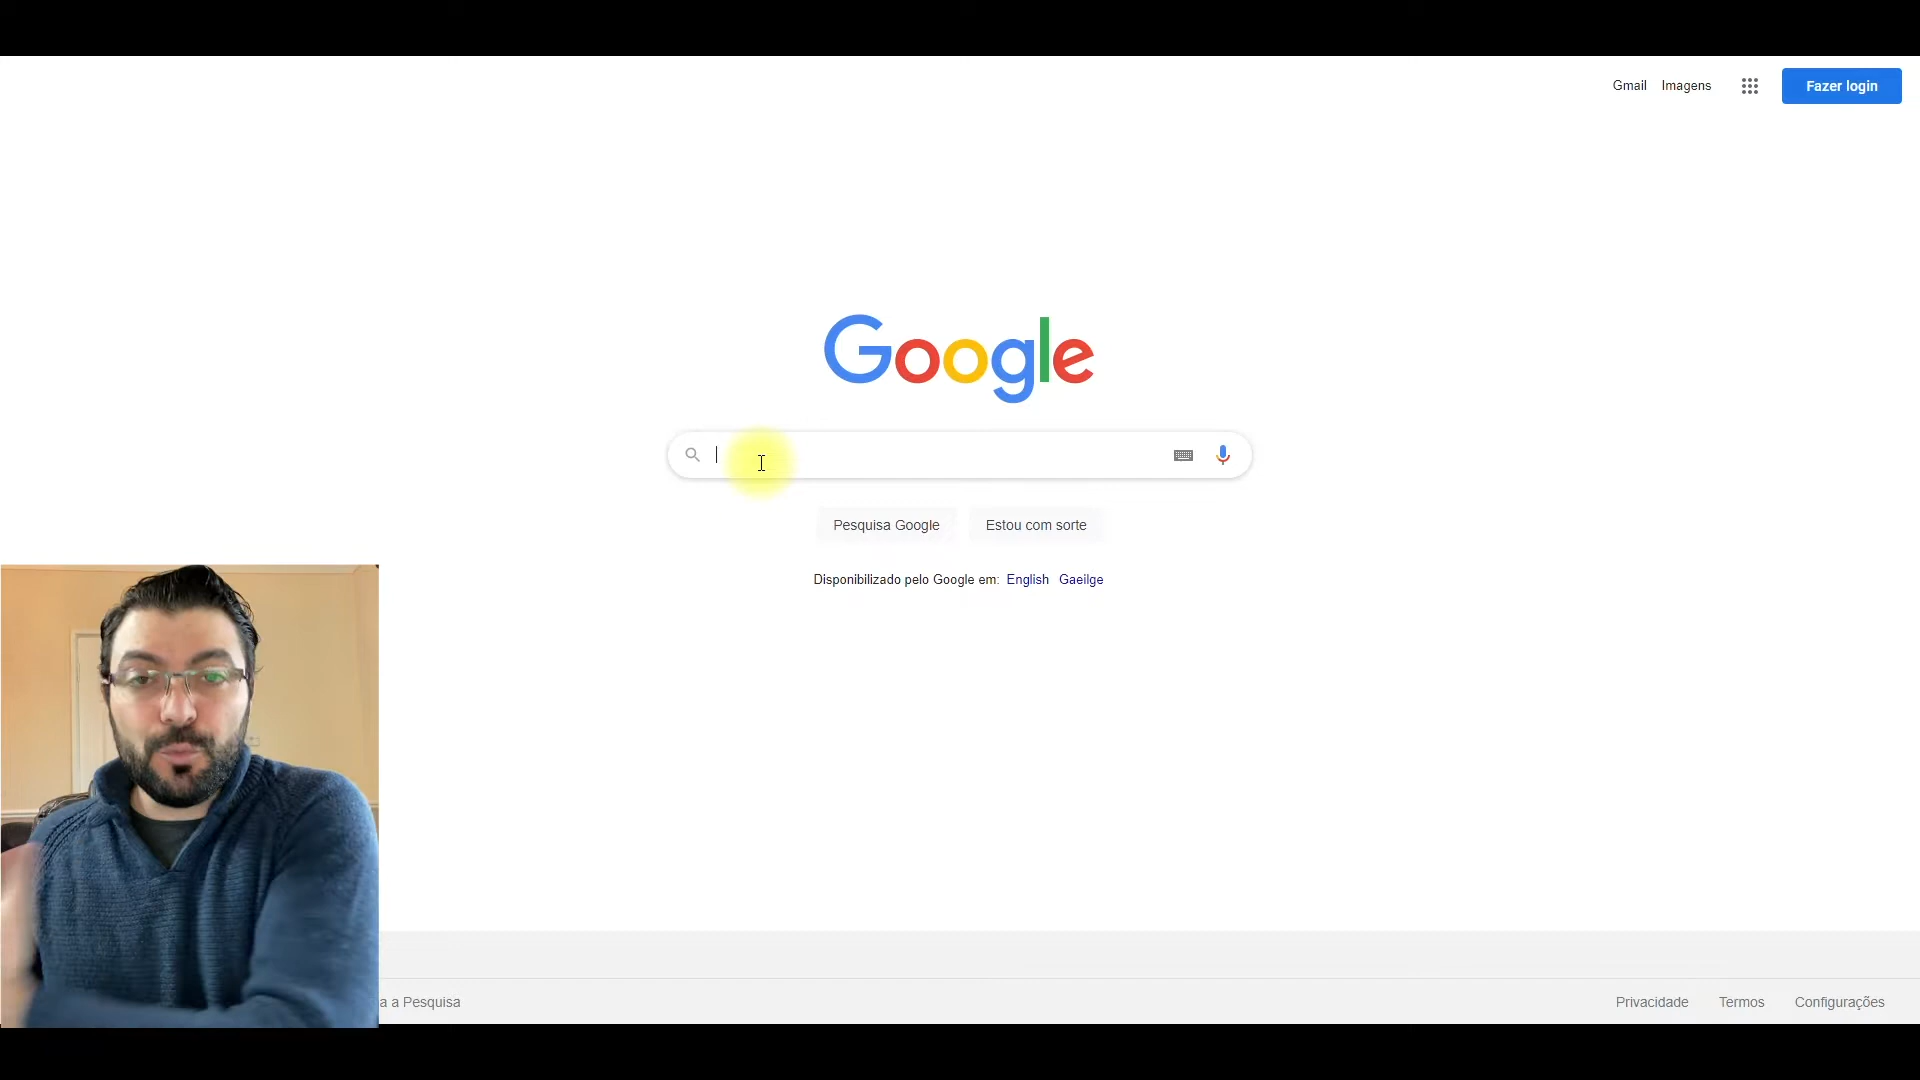 Gmail Imagens Fazer login
Google
Pesquisa Google Estou com sorte
Disponibilizado pelo Google em: English Gaeilge
a a Pesquisa Privacidade Termos Configurações